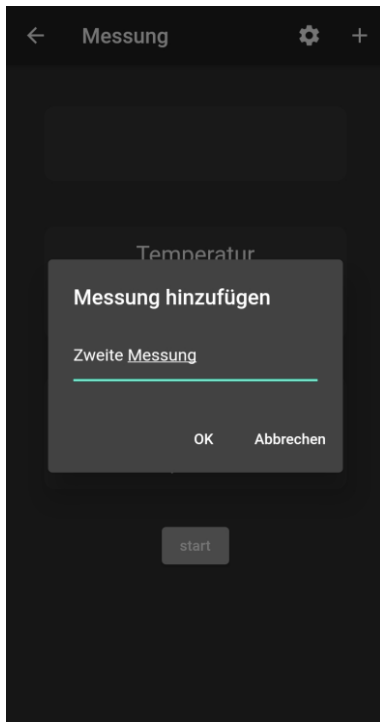 Messung
Temperatur
Messung hinzufügen
Zweite Messung
OK Abbrechen
start